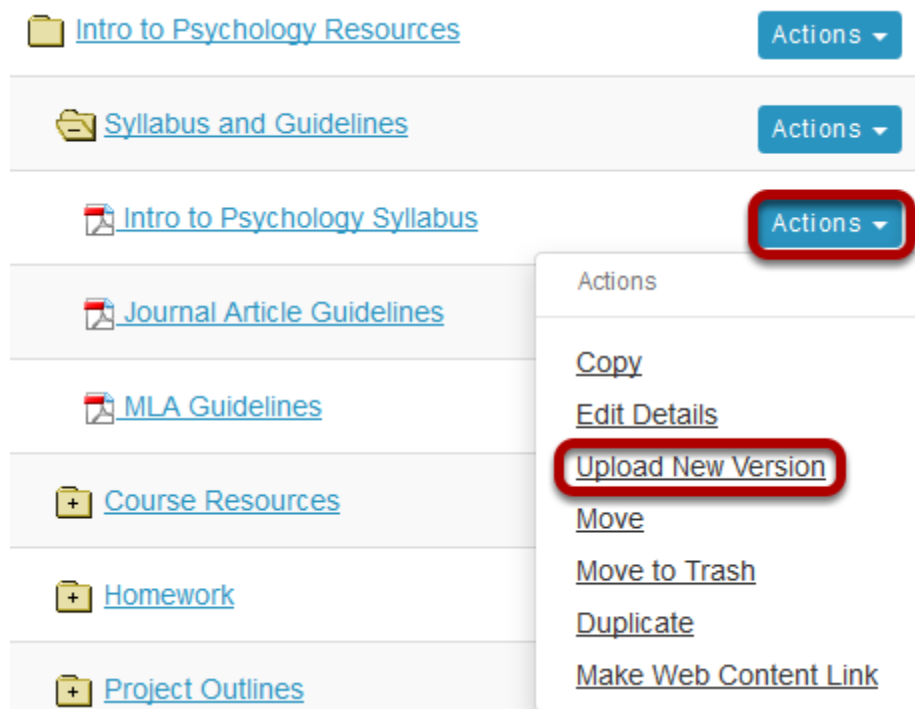 Intro to Psychology Resources
Actions
Syllabus and Guidelines
Actions
Intro to Psychology Syllabus
Actions
Journal Article Guidelines
MLA Guidelines
Course Resources
Homework
Project Outlines
Actions
Copy
Edit Details
Upload New Version
Move
Move to Trash
Duplicate
Make Web Content Link